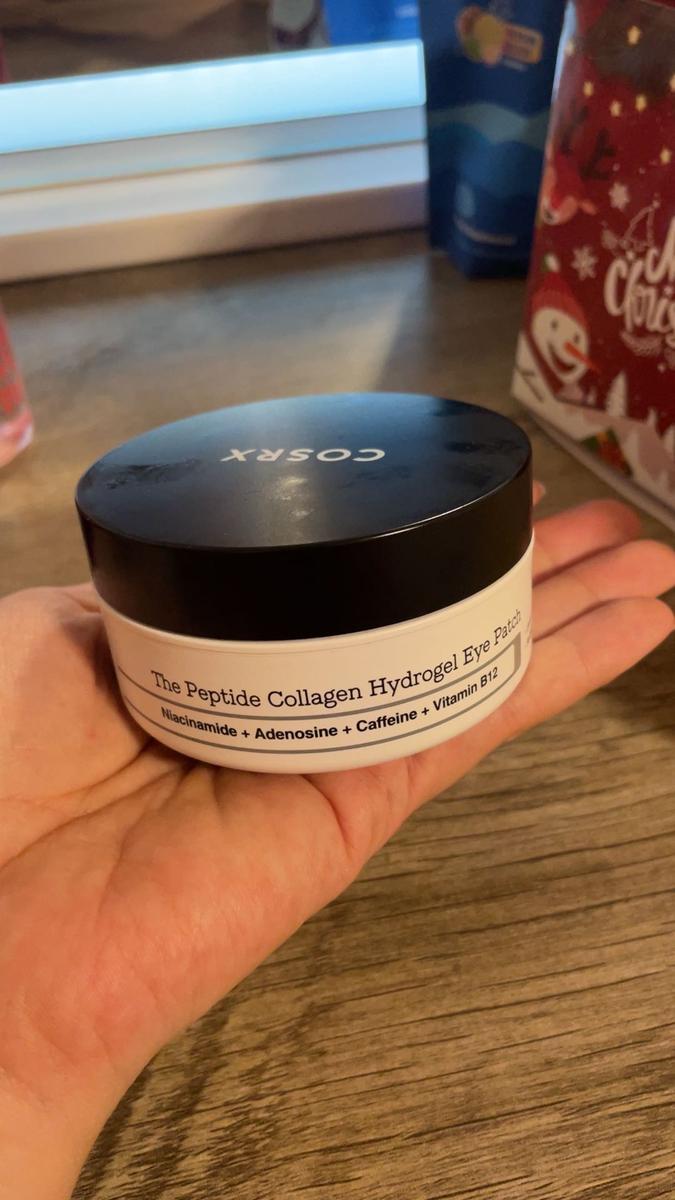 COSRX
The Peptide Collagen Hydrogel Eye Patch
Niacinamide + Adenosine + Caffeine + Vitamin B12